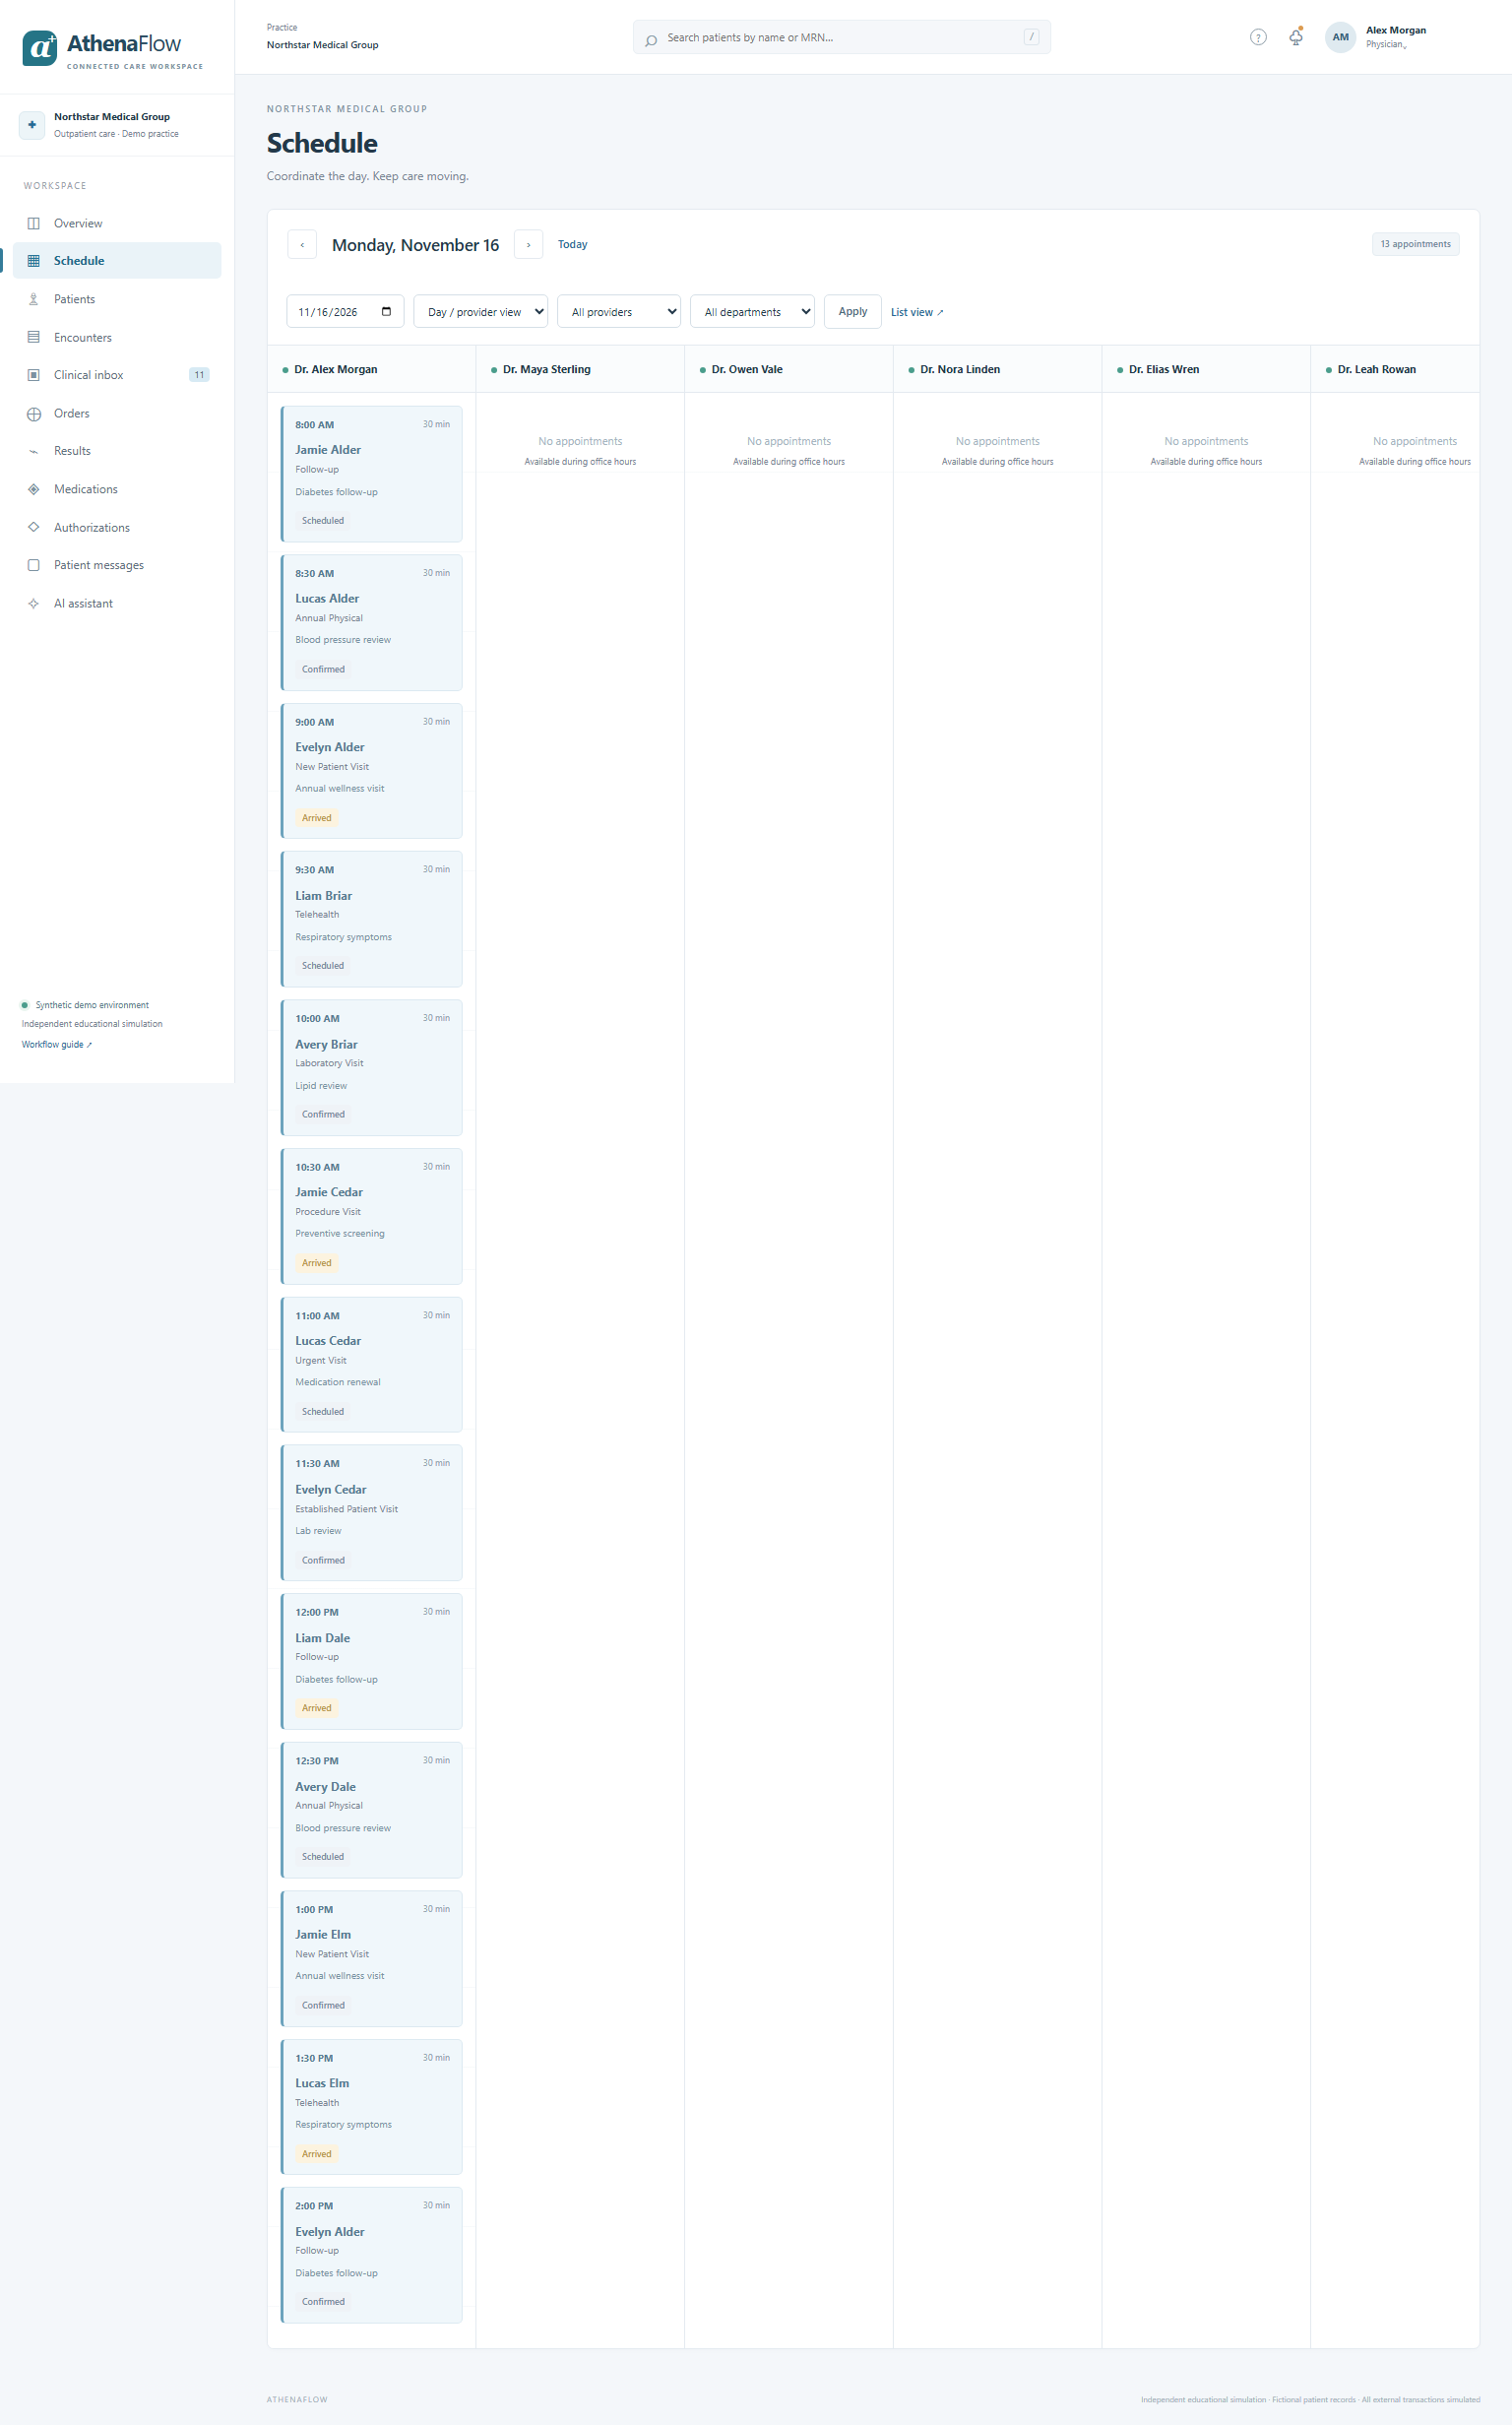 AthenaFlow
CONNECTED CARE WORKSPACE
Northstar Medical Group
Outpatient care · Demo practice
WORKSPACE
Overview
Schedule
Patients
Encounters
Clinical inbox 11
Orders
Results
Medications
Authorizations
Patient messages
AI assistant
Synthetic demo environment
Independent educational simulation
Workflow guide ↗
Practice
Northstar Medical Group
Search patients by name or MRN... /
?
AM
Alex Morgan
Physician
NORTHSTAR MEDICAL GROUP
Schedule
Coordinate the day. Keep care moving.
‹ Monday, November 16 › Today 13 appointments
11/16/2026 Day / provider view All providers All departments Apply List view ↗
Dr. Alex Morgan Dr. Maya Sterling Dr. Owen Vale Dr. Nora Linden Dr. Elias Wren Dr. Leah Rowan
8:00 AM 30 min
Jamie Alder
Follow-up
Diabetes follow-up
Scheduled
8:30 AM 30 min
Lucas Alder
Annual Physical
Blood pressure review
Confirmed
9:00 AM 30 min
Evelyn Alder
New Patient Visit
Annual wellness visit
Arrived
9:30 AM 30 min
Liam Briar
Telehealth
Respiratory symptoms
Scheduled
10:00 AM 30 min
Avery Briar
Laboratory Visit
Lipid review
Confirmed
10:30 AM 30 min
Jamie Cedar
Procedure Visit
Preventive screening
Arrived
11:00 AM 30 min
Lucas Cedar
Urgent Visit
Medication renewal
Scheduled
11:30 AM 30 min
Evelyn Cedar
Established Patient Visit
Lab review
Confirmed
12:00 PM 30 min
Liam Dale
Follow-up
Diabetes follow-up
Arrived
12:30 PM 30 min
Avery Dale
Annual Physical
Blood pressure review
Scheduled
1:00 PM 30 min
Jamie Elm
New Patient Visit
Annual wellness visit
Confirmed
1:30 PM 30 min
Lucas Elm
Telehealth
Respiratory symptoms
Arrived
2:00 PM 30 min
Evelyn Alder
Follow-up
Diabetes follow-up
Confirmed
No appointments
Available during office hours
No appointments
Available during office hours
No appointments
Available during office hours
No appointments
Available during office hours
No appointments
Available during office hours
ATHENAFLOW
Independent educational simulation · Fictional patient records · All external transactions simulated